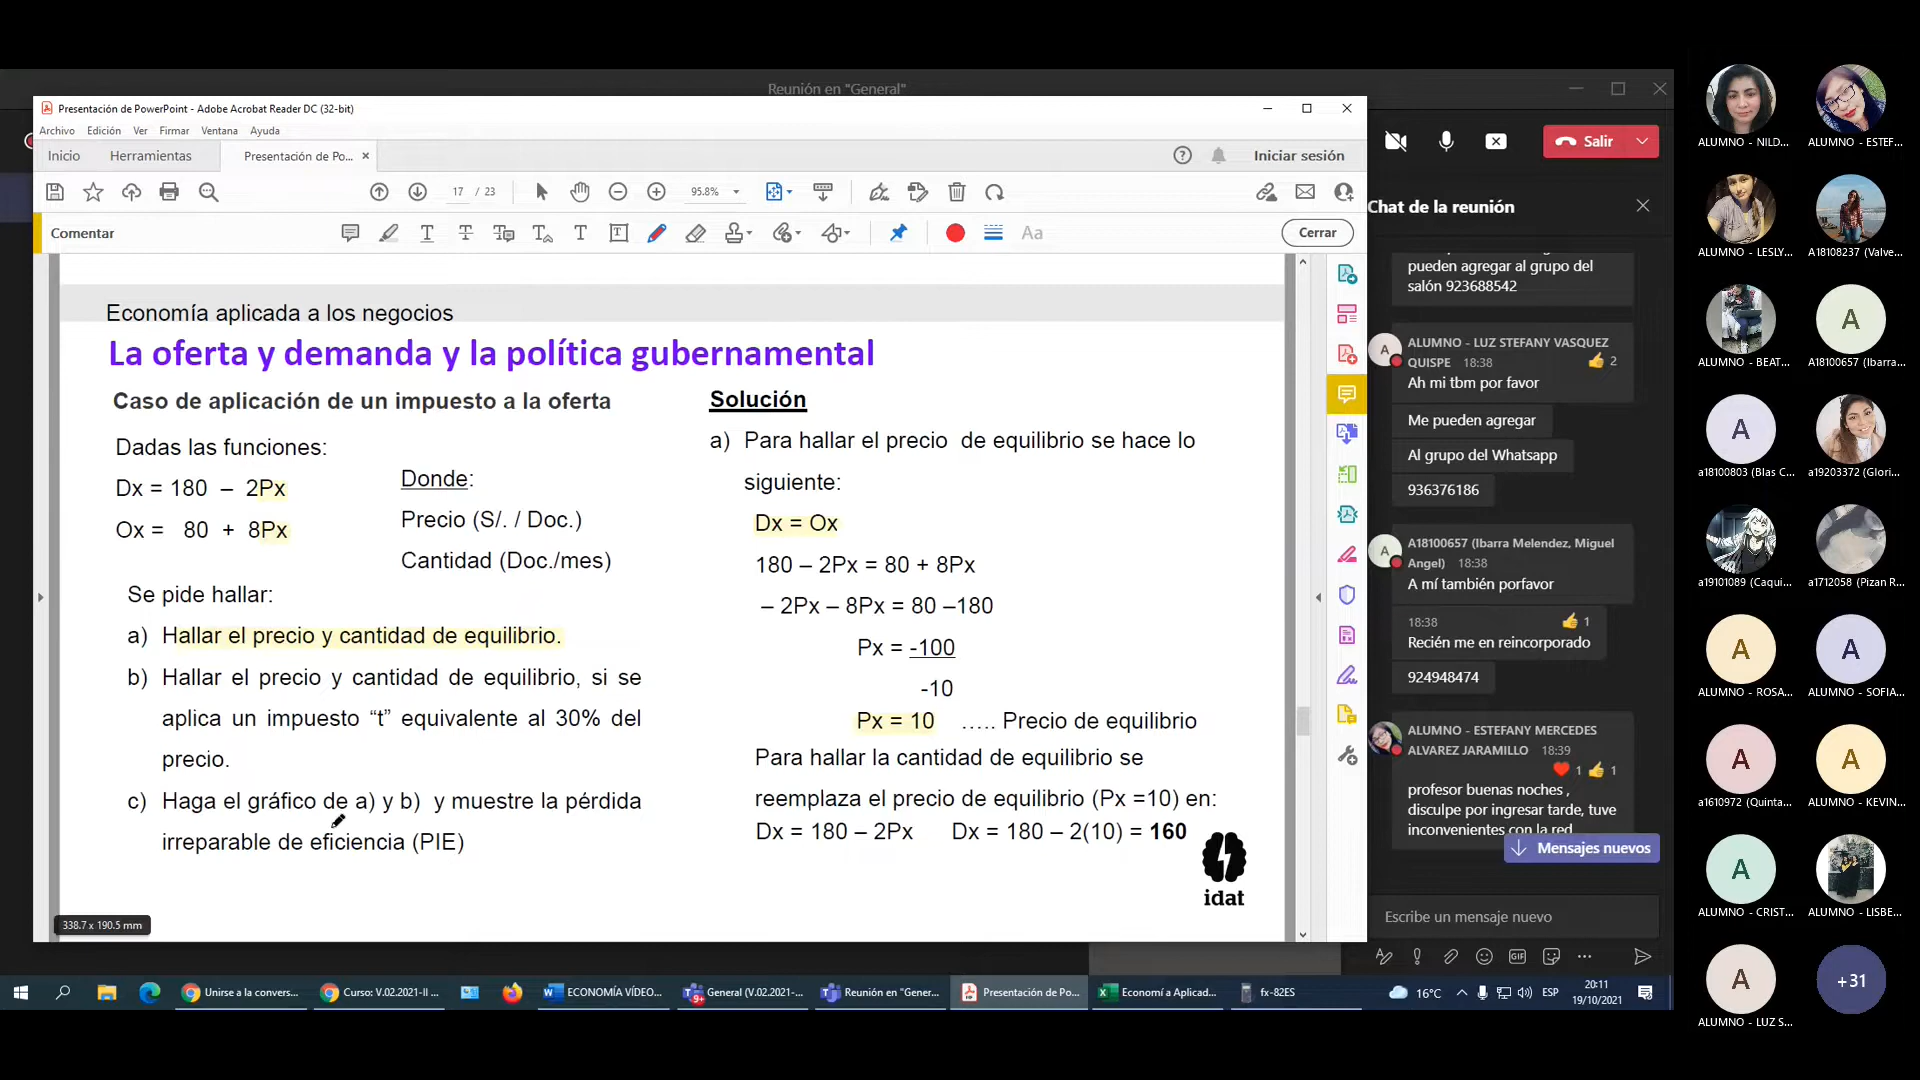 Reunión en "General"
Presentación de PowerPoint - Adobe Acrobat Reader DC (32-bit)
Archivo Edición Ver Firmar Ventana Ayuda
Inicio Herramientas Presentación de Po... Iniciar sesión
17 / 23 95.8%
Comentar Aa Cerrar
Economía aplicada a los negocios
La oferta y demanda y la política gubernamental
Caso de aplicación de un impuesto a la oferta
Dadas las funciones:
Dx = 180 – 2Px
Ox = 80 + 8Px
Donde:
Precio (S/. / Doc.)
Cantidad (Doc./mes)
Se pide hallar:
a) Hallar el precio y cantidad de equilibrio.
b) Hallar el precio y cantidad de equilibrio, si se
aplica un impuesto “t” equivalente al 30% del
precio.
c) Haga el gráfico de a) y b) y muestre la pérdida
irreparable de eficiencia (PIE)
Solución
a) Para hallar el precio de equilibrio se hace lo
siguiente:
Dx = Ox
180 – 2Px = 80 + 8Px
– 2Px – 8Px = 80 –180
Px = -100
-10
Px = 10 ….. Precio de equilibrio
Para hallar la cantidad de equilibrio se
reemplaza el precio de equilibrio (Px =10) en:
Dx = 180 – 2Px Dx = 180 – 2(10) = 160
idat
338.7 x 190.5 mm
Salir
Chat de la reunión
pueden agregar al grupo del
salón 923688542
A
ALUMNO - LUZ STEFANY VASQUEZ
QUISPE 18:38 2
Ah mi tbm por favor
Me pueden agregar
Al grupo del Whatsapp
936376186
A
A18100657 (Ibarra Melendez, Miguel
Angel) 18:38
A mí también porfavor
18:38 1
Recién me en reincorporado
924948474
ALUMNO - ESTEFANY MERCEDES
ALVAREZ JARAMILLO 18:39
1 1
profesor buenas noches ,
disculpe por ingresar tarde, tuve
inconvenientes con la red
Mensajes nuevos
Escribe un mensaje nuevo
GIF
ALUMNO - NILD... ALUMNO - ESTEF...
ALUMNO - LESLY... A18108237 (Valve...
A
ALUMNO - BEAT... A18100657 (Ibarra...
A
a18100803 (Blas C... a19203372 (Glori...
a19101089 (Caqui... a1712058 (Pizan R...
A A
ALUMNO - ROSA... ALUMNO - SOFIA...
A A
a1610972 (Quinta... ALUMNO - KEVIN...
A
ALUMNO - CRIST... ALUMNO - LISBE...
A +31
ALUMNO - LUZ S...
Unirse a la convers... Curso: V.02.2021-II ... ECONOMÍA VÍDEO... General (V.02.2021-... Reunión en "Gener... Presentación de Po... Economí a Aplicad... fx-82ES 16°C ESP
20:11
19/10/2021